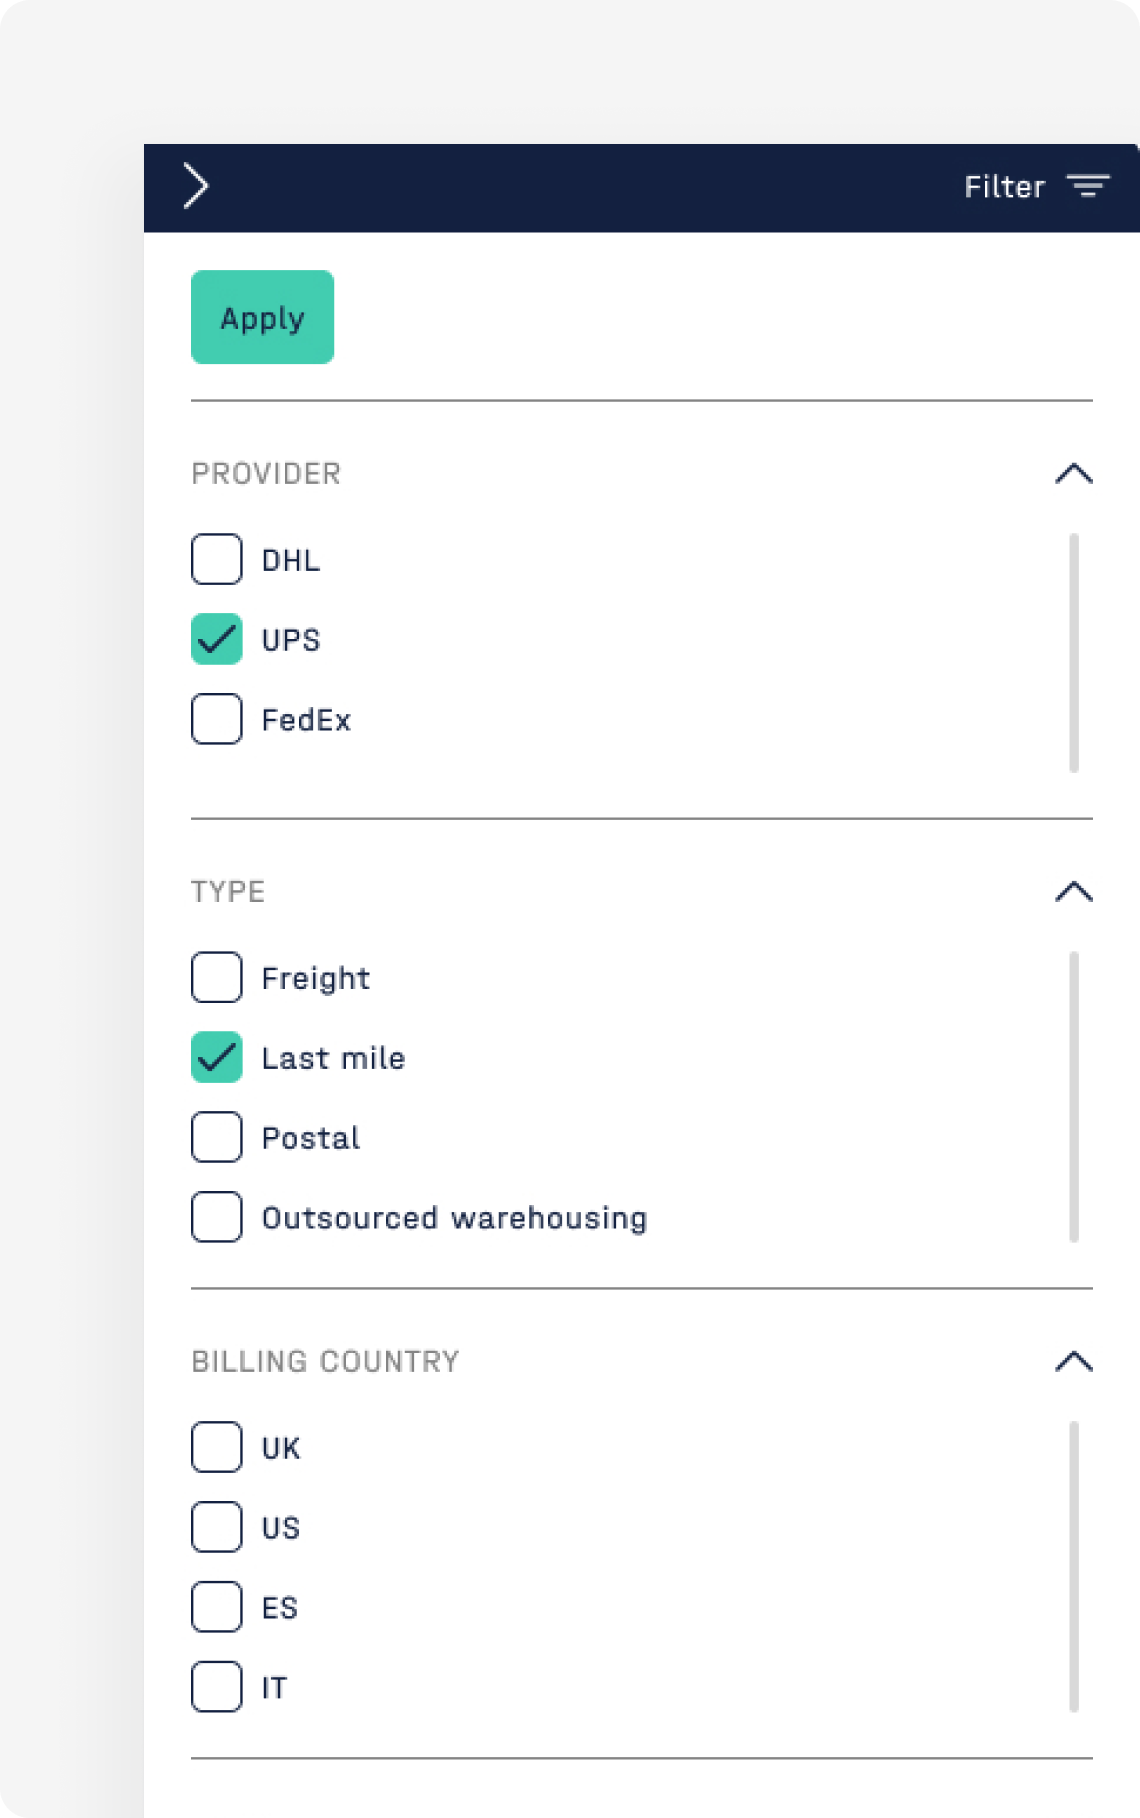 Filter
Apply
PROVIDER
DHL
UPS
FedEx
TYPE
Freight
Last mile
Postal
Outsourced warehousing
BILLING COUNTRY
UK
US
ES
IT